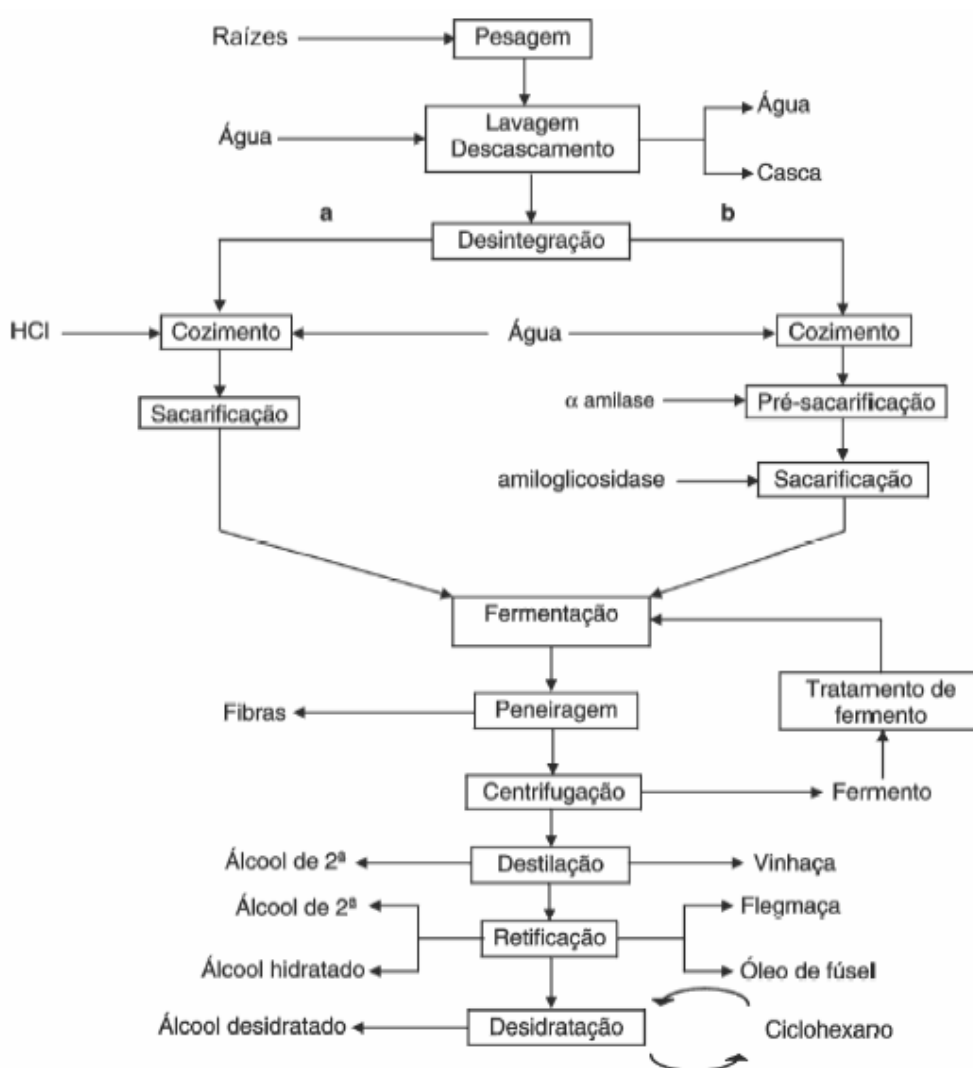 Raízes
Pesagem
Água
Lavagem
Descascamento
Água
Casca
a
b
Desintegração
HCl
Cozimento
Água
Cozimento
Sacarificação
α amilase
Pré-sacarificação
amiloglicosidase
Sacarificação
Fermentação
Fibras
Peneiragem
Tratamento de
fermento
Centrifugação
Fermento
Álcool de 2ª
Destilação
Vinhaça
Álcool de 2ª
Flegmaça
Retificação
Álcool hidratado
Óleo de fúsel
Álcool desidratado
Desidratação
Ciclohexano